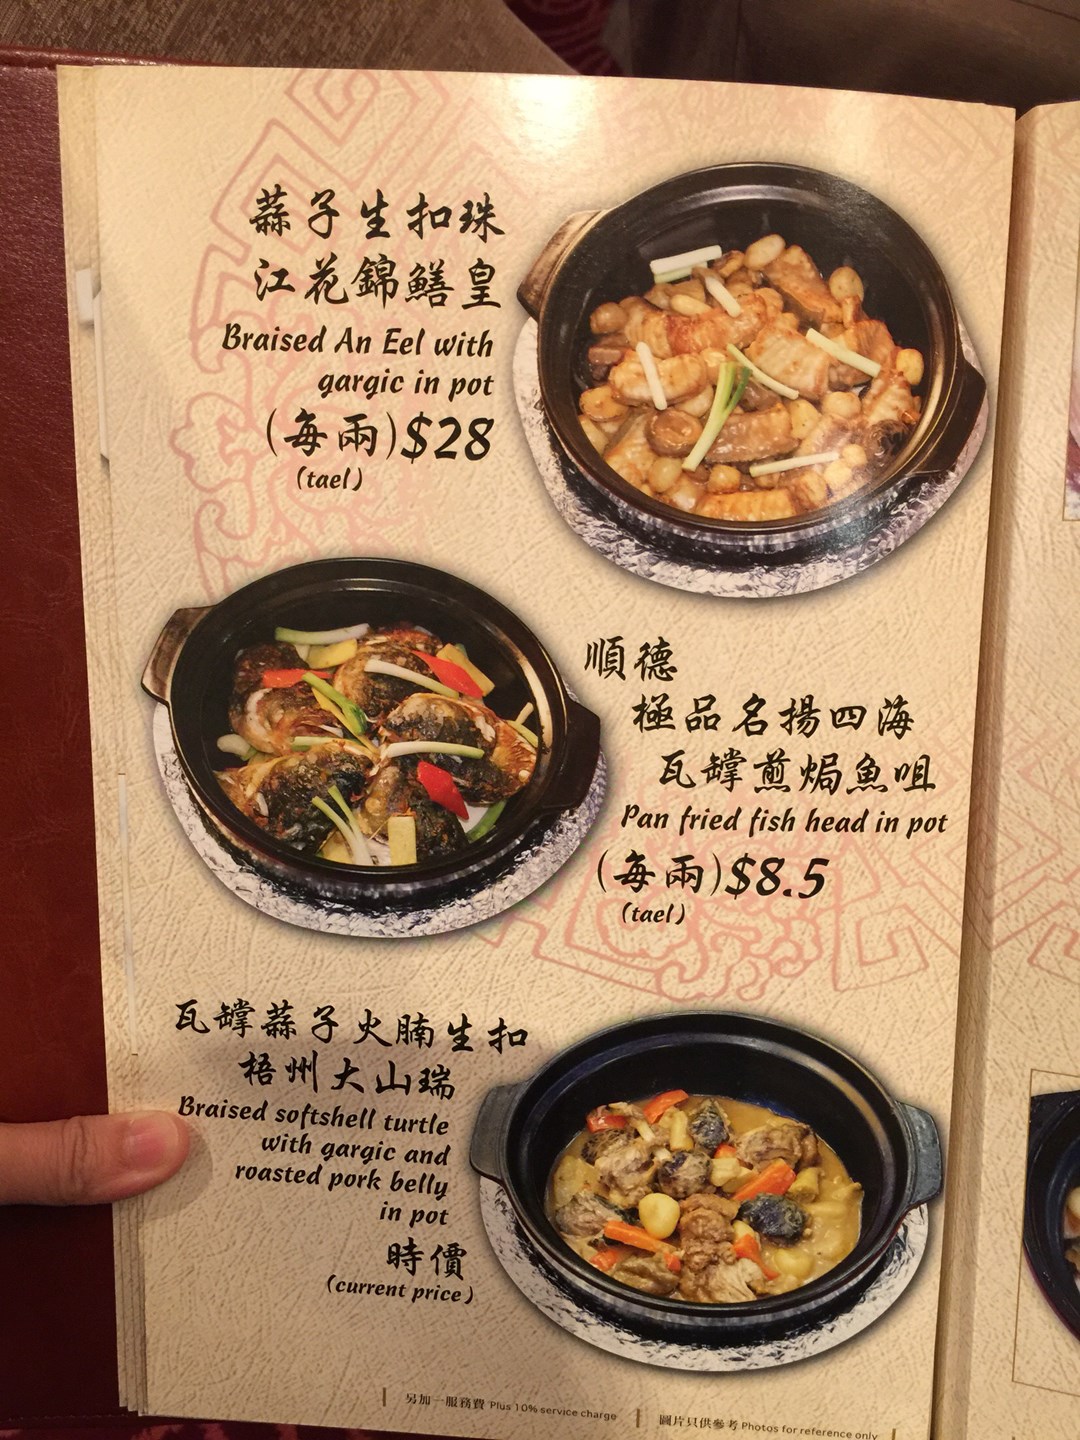 蒜子生扣珠
江花錦鱔皇
Braised An Eel with
gargic in pot
(每兩)$28
(tael)
順德
極品名揚四海
瓦罉煎焗魚咀
Pan fried fish head in pot
(每兩)$8.5
(tael)
瓦罉蒜子火腩生扣
梧州大山瑞
Braised softshell turtle
with gargic and
roasted pork belly
in pot
時價
(current price)
另加一服務費 Plus 10% service charge
圖片只供參考 Photos for reference only